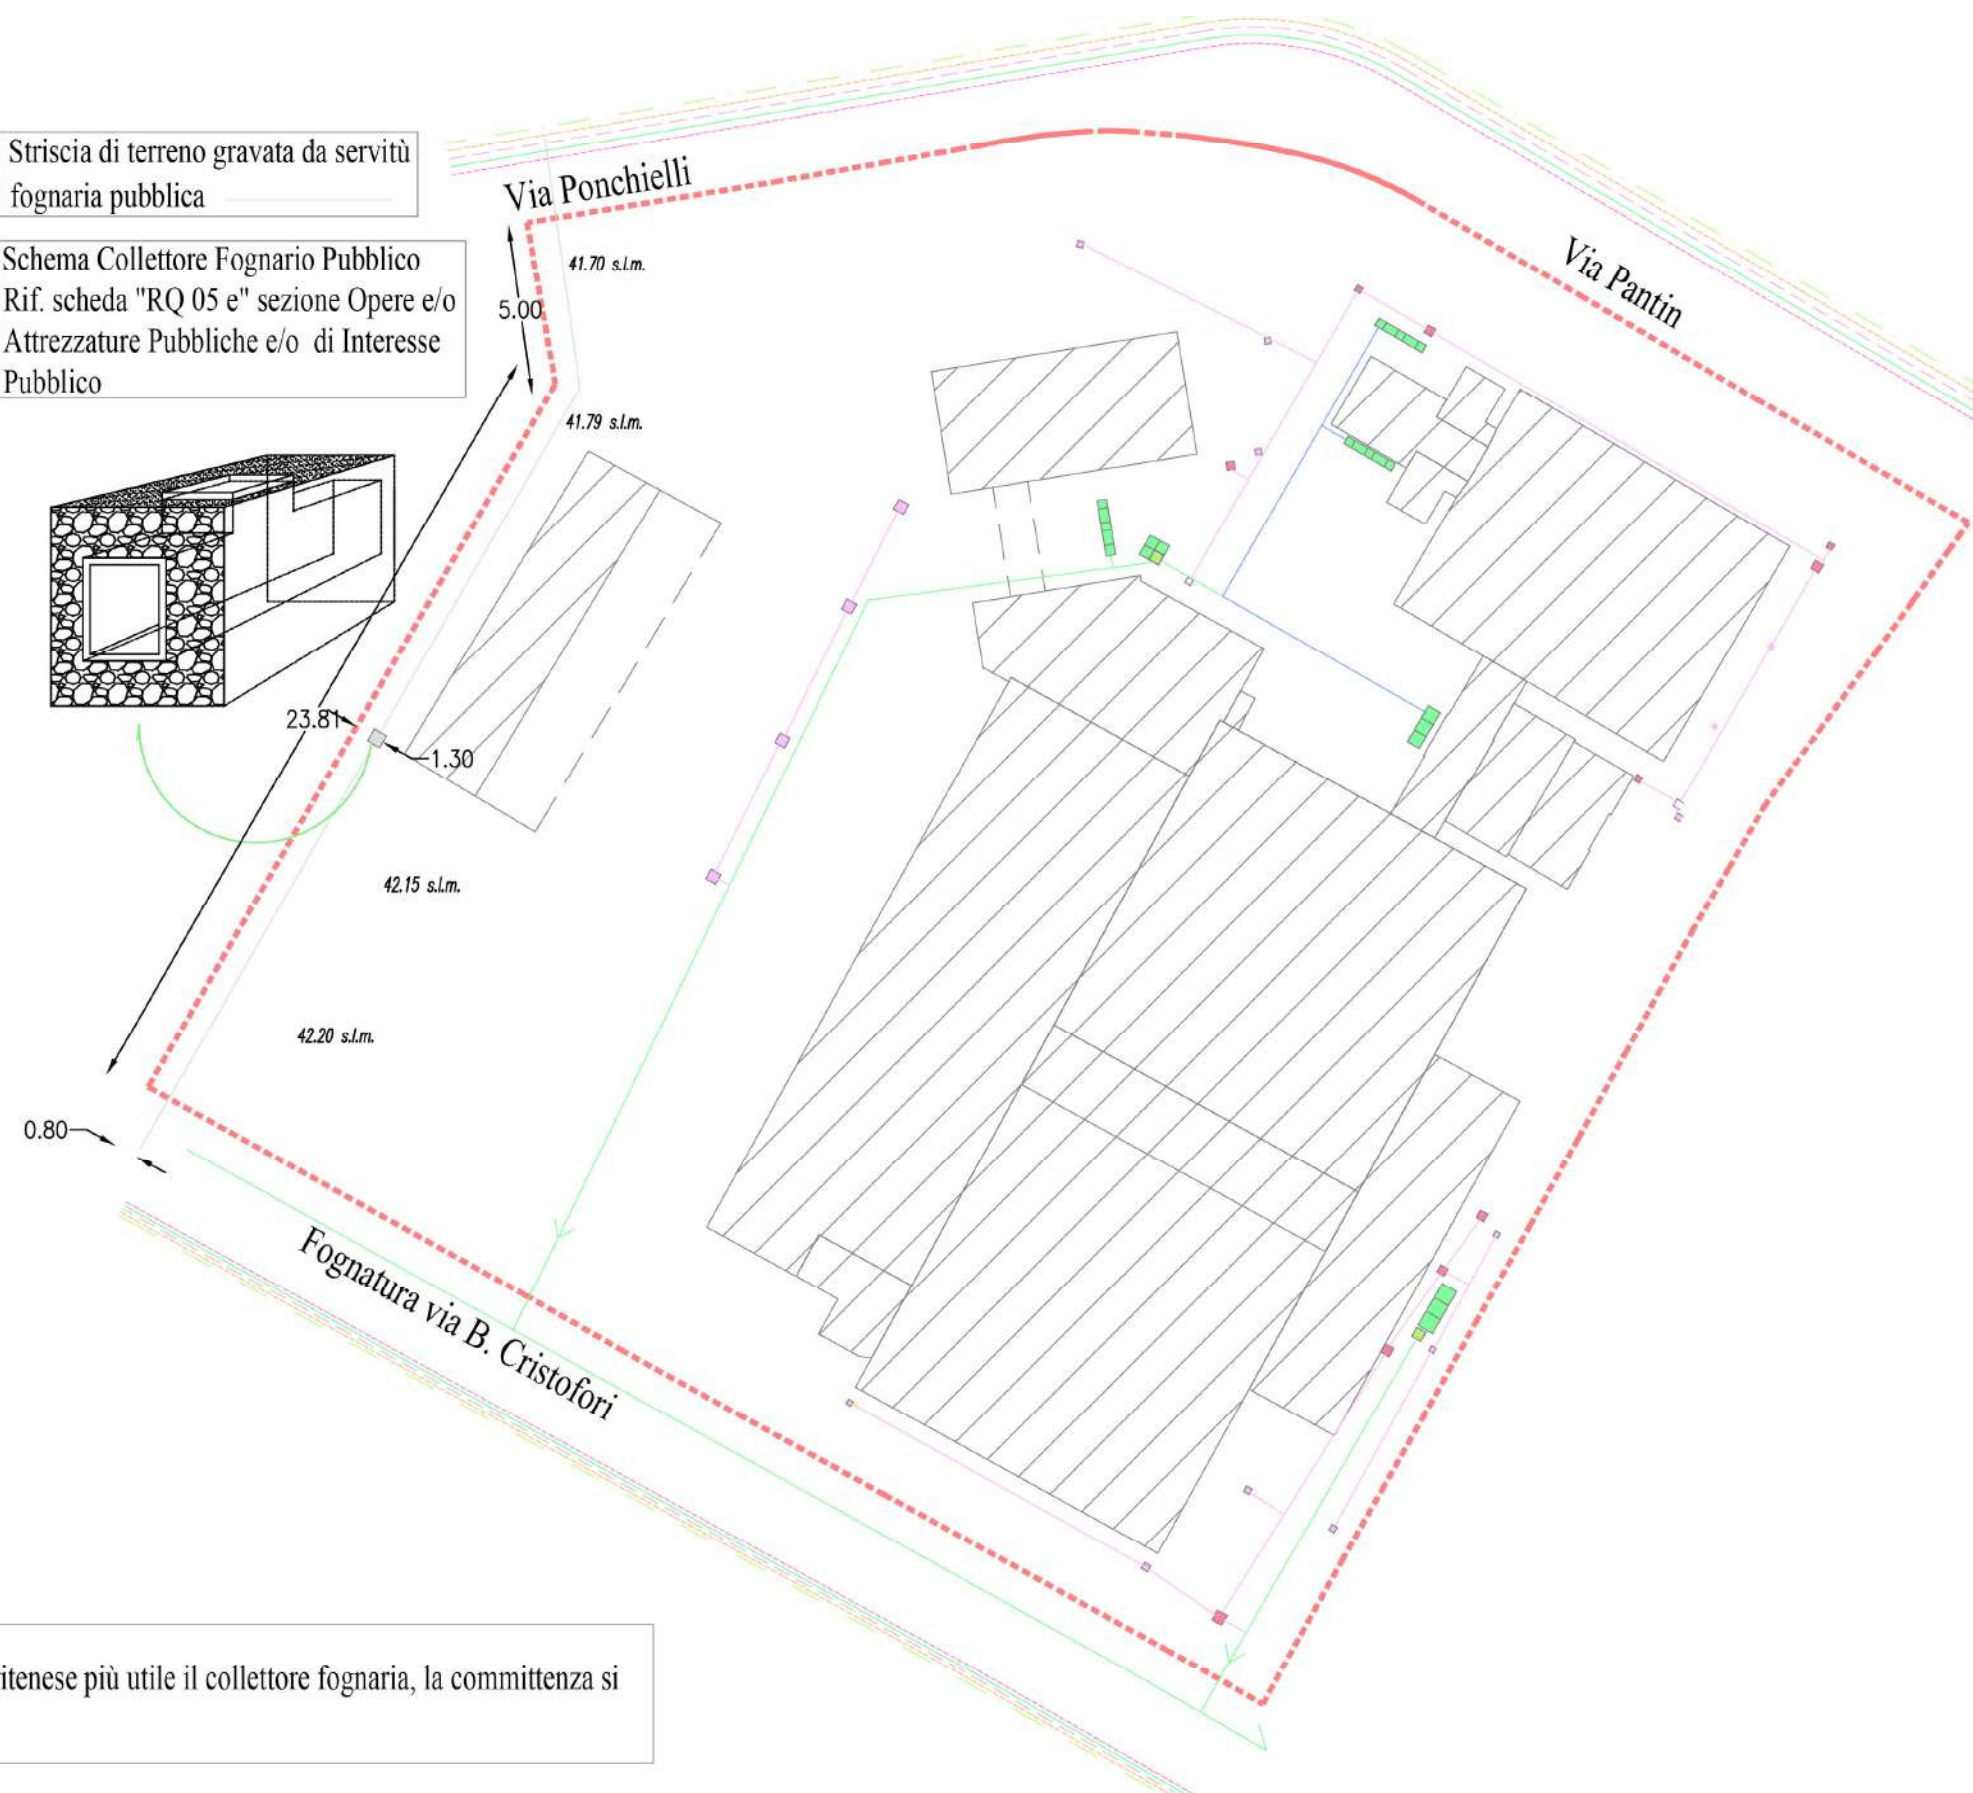 Striscia di terreno gravata da servitù
fognaria pubblica
Schema Collettore Fognario Pubblico
Rif. scheda "RQ 05 e" sezione Opere e/o
Attrezzature Pubbliche e/o di Interesse
Pubblico
Via Ponchielli
Via Pantin
41.70 s.l.m.
5.00
41.79 s.l.m.
23.81
1.30
42.15 s.l.m.
42.20 s.l.m.
0.80
Fognatura via B. Cristofori
itenese più utile il collettore fognaria, la committenza si